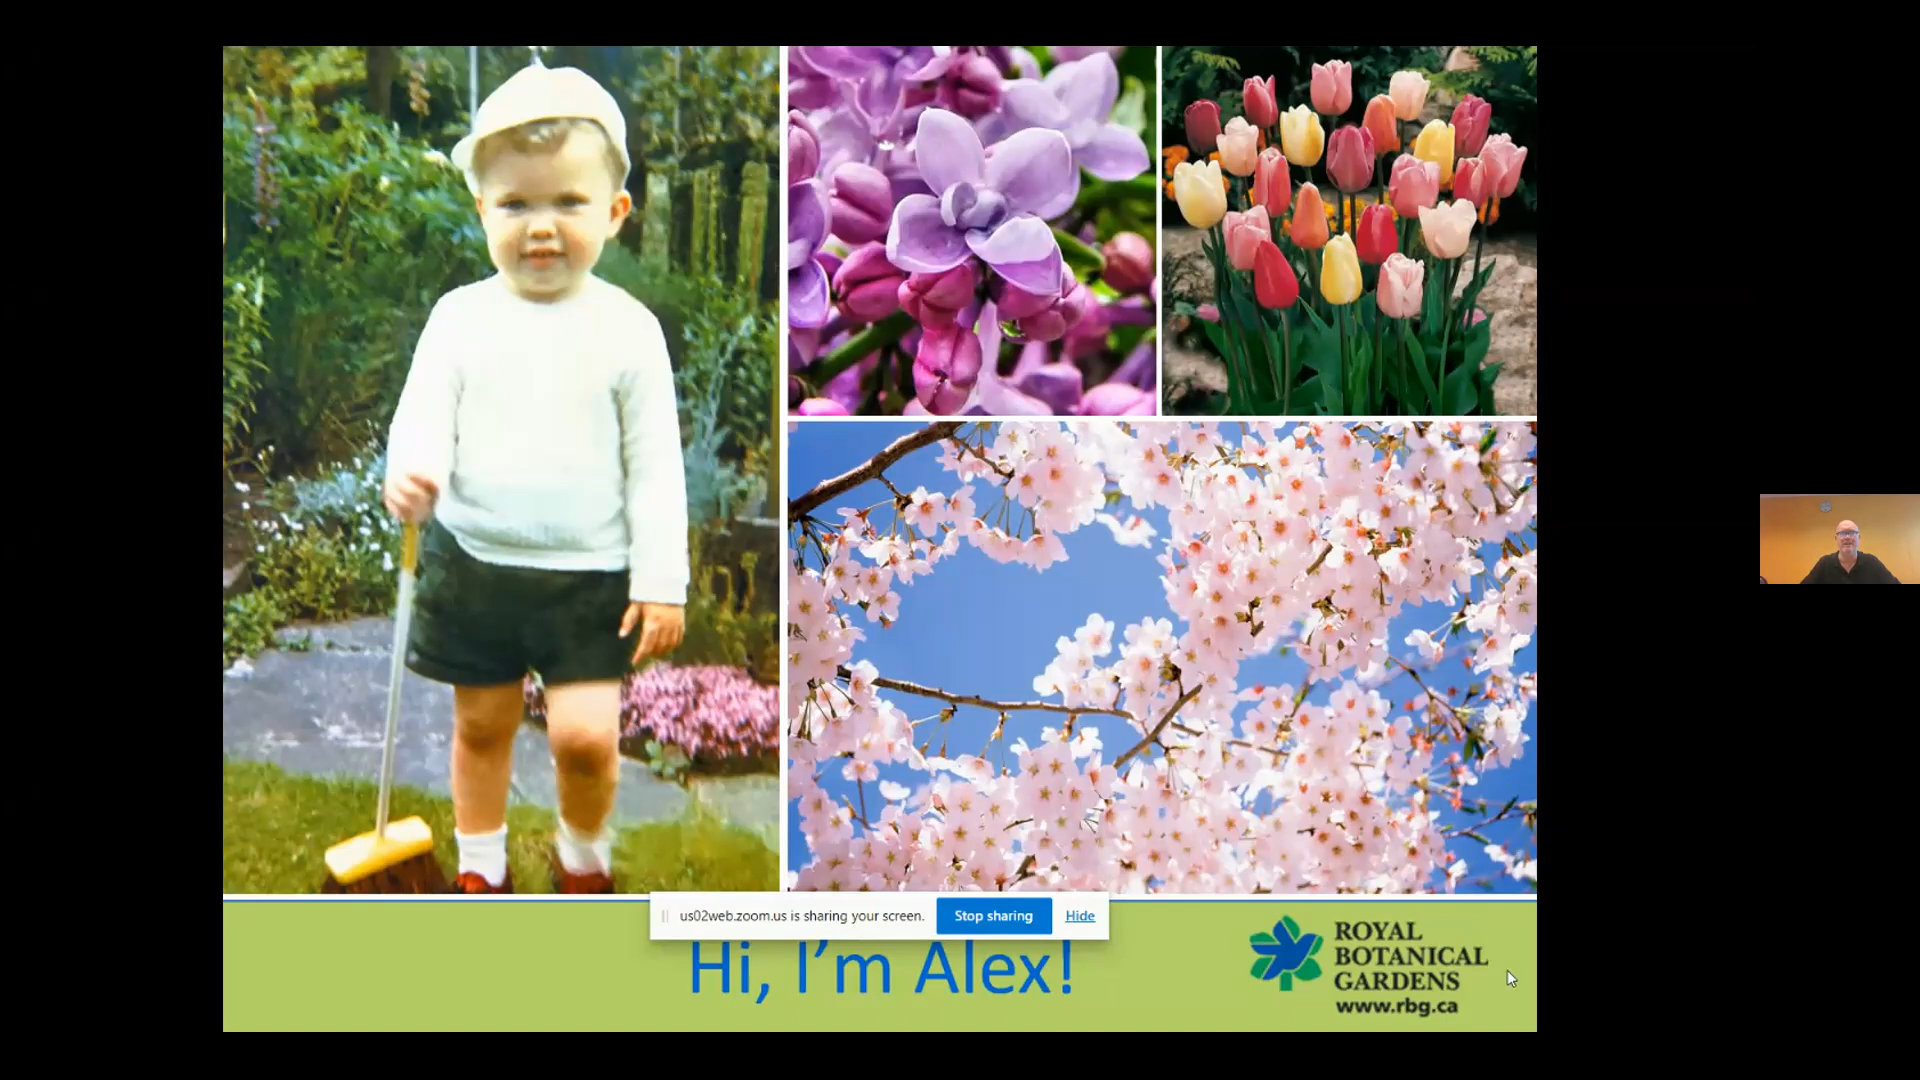 us02web.zoom.us is sharing your screen. Stop sharing Hide
Hi, I'm Alex!
ROYAL
BOTANICAL
GARDENS
www.rbg.ca